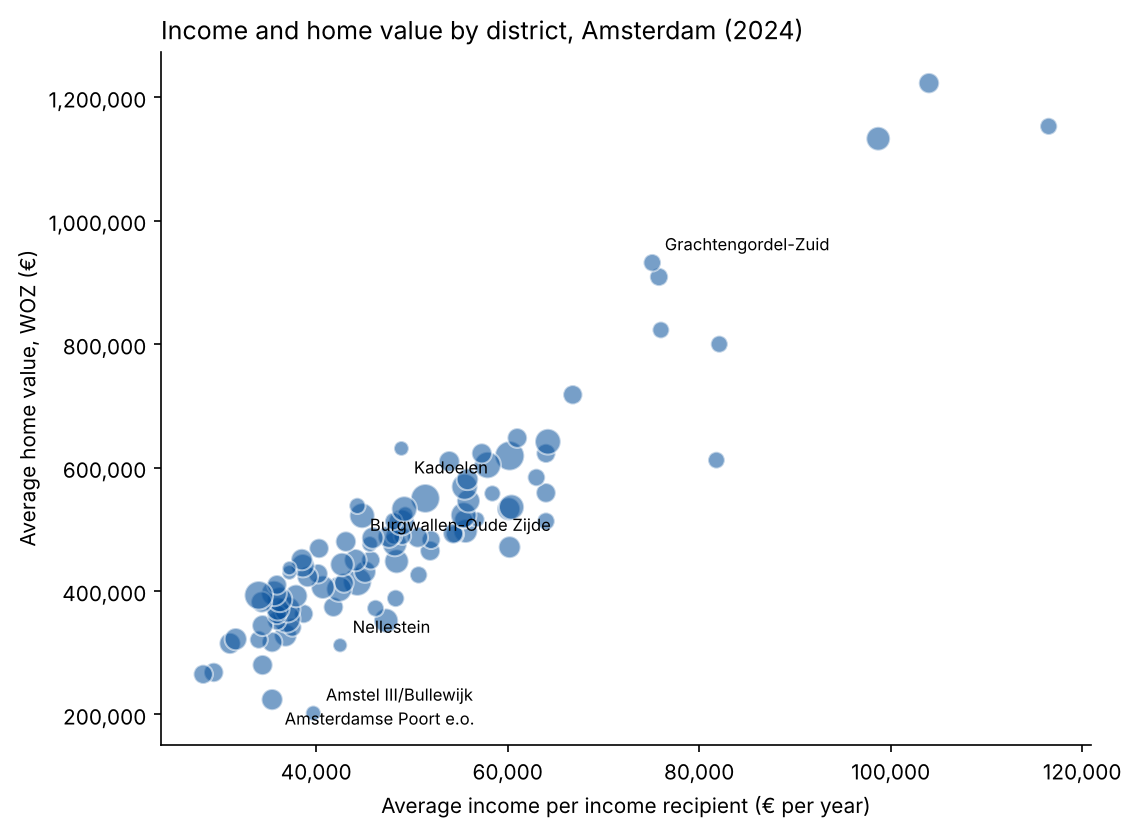 Income and home value by district, Amsterdam (2024)
1,200,000
1,000,000
800,000
600,000
400,000
200,000
Average home value, WOZ (€)
Grachtengordel-Zuid
Kadoelen
Burgwallen-Oude Zijde
Nellestein
Amstel III/Bullewijk
Amsterdamse Poort e.o.
40,000
60,000
80,000
100,000
120,000
Average income per income recipient (€ per year)